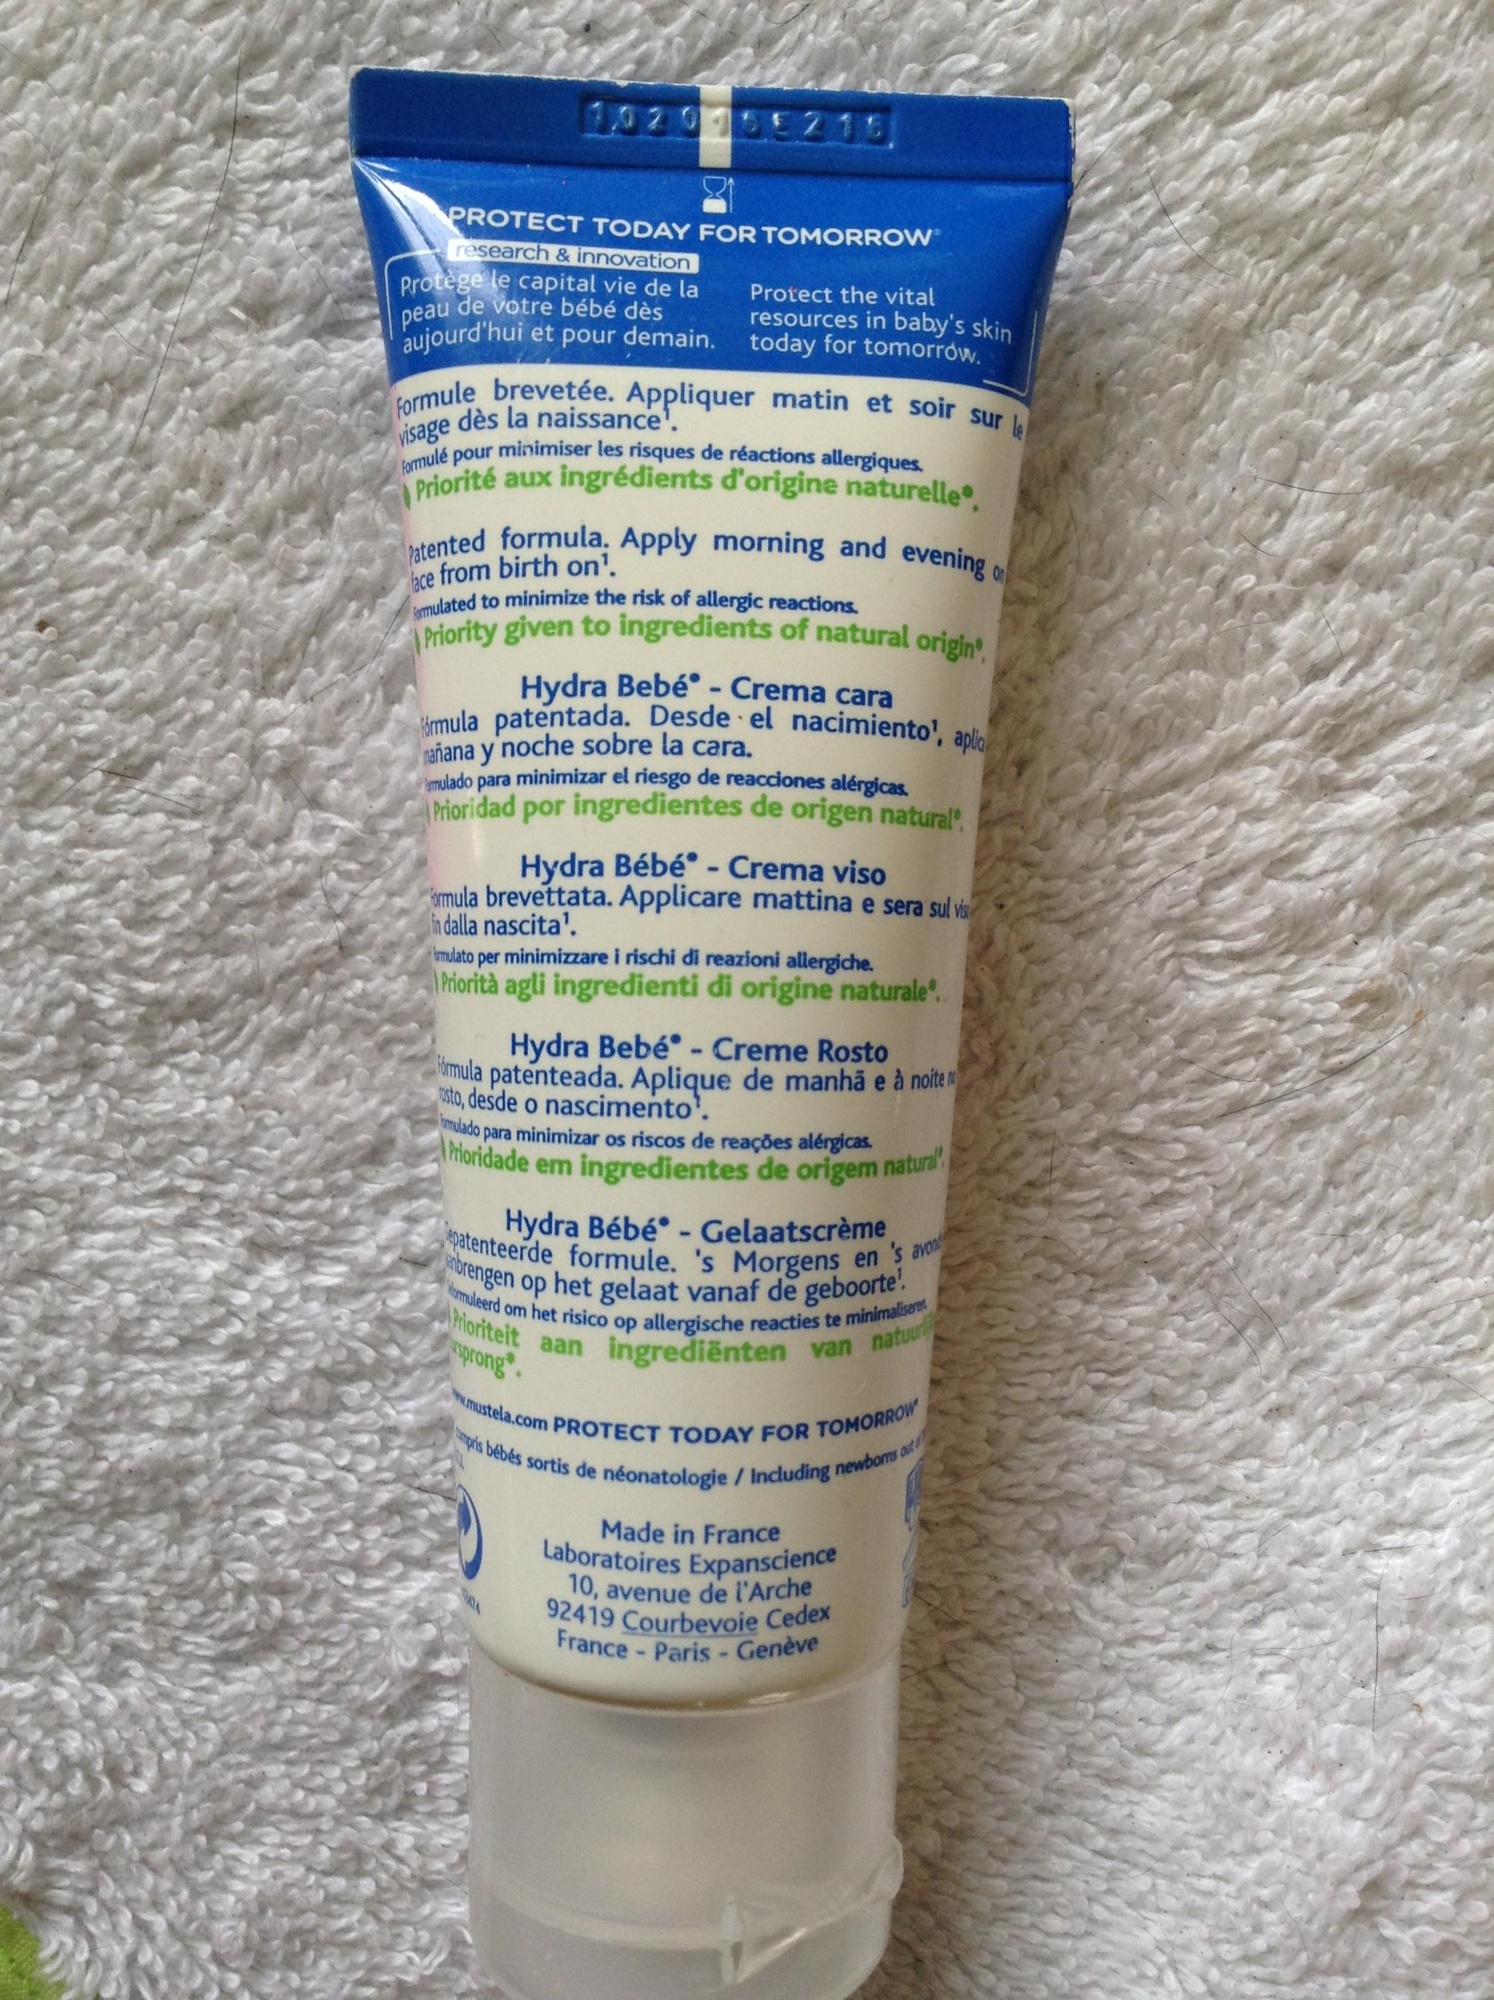 PROTECT TODAY FOR TOMORROW®
research & innovation
Protège le capital vie de la
peau de votre bébé dès
aujourd'hui et pour demain.
Protect the vital
resources in baby's skin
today for tomorrow.
Formule brevetée. Appliquer matin et soir sur le
visage dès la naissance¹.
Formulé pour minimiser les risques de réactions allergiques.
Priorité aux ingrédients d'origine naturelle*.
Patented formula. Apply morning and evening on
face from birth on¹.
Formulated to minimize the risk of allergic reactions.
Priority given to ingredients of natural origin*.
Hydra Bebé® - Crema cara
Fórmula patentada. Desde el nacimiento¹, aplica
mañana y noche sobre la cara.
Formulado para minimizar el riesgo de reacciones alérgicas.
Prioridad por ingredientes de origen natural*.
Hydra Bébé® - Crema viso
Formula brevettata. Applicare mattina e sera sul viso
fin dalla nascita¹.
Formulato per minimizzare i rischi di reazioni allergiche.
Priorità agli ingredienti di origine naturale*.
Hydra Bebé® - Creme Rosto
Fórmula patenteada. Aplique de manhã e à noite no
rosto, desde o nascimento¹.
Formulado para minimizar os riscos de reações alérgicas.
Prioridade em ingredientes de origem natural*.
Hydra Bébé® - Gelaatscrème
Gepatenteerde formule. 's Morgens en 's avond
aanbrengen op het gelaat vanaf de geboorte¹.
Geformuleerd om het risico op allergische reacties te minimaliseren.
Prioriteit aan ingrediënten van
oorsprong*.
www.mustela.com PROTECT TODAY FOR TOMORROW®
compris bébés sortis de néonatologie / Including newborns out of
Made in France
Laboratoires Expanscience
10, avenue de l'Arche
92419 Courbevoie Cedex
France - Paris - Genève